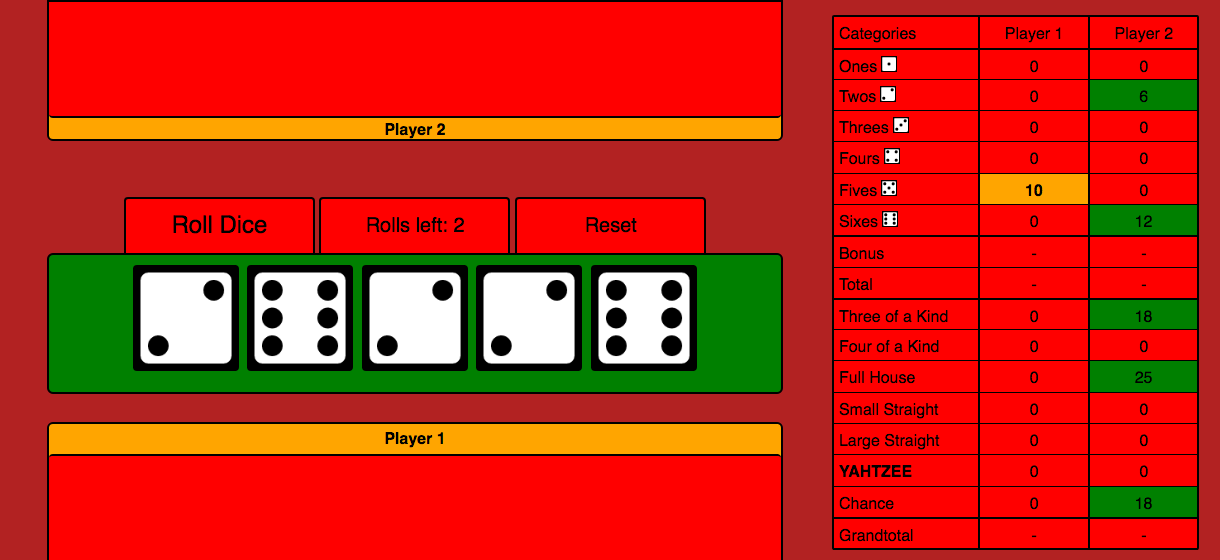 Player 2
Roll Dice
Rolls left: 2
Reset
Player 1
Categories Player 1 Player 2
Ones 0 0
Twos 0 6
Threes 0 0
Fours 0 0
Fives 10 0
Sixes 0 12
Bonus - -
Total - -
Three of a Kind 0 18
Four of a Kind 0 0
Full House 0 25
Small Straight 0 0
Large Straight 0 0
YAHTZEE 0 0
Chance 0 18
Grandtotal - -